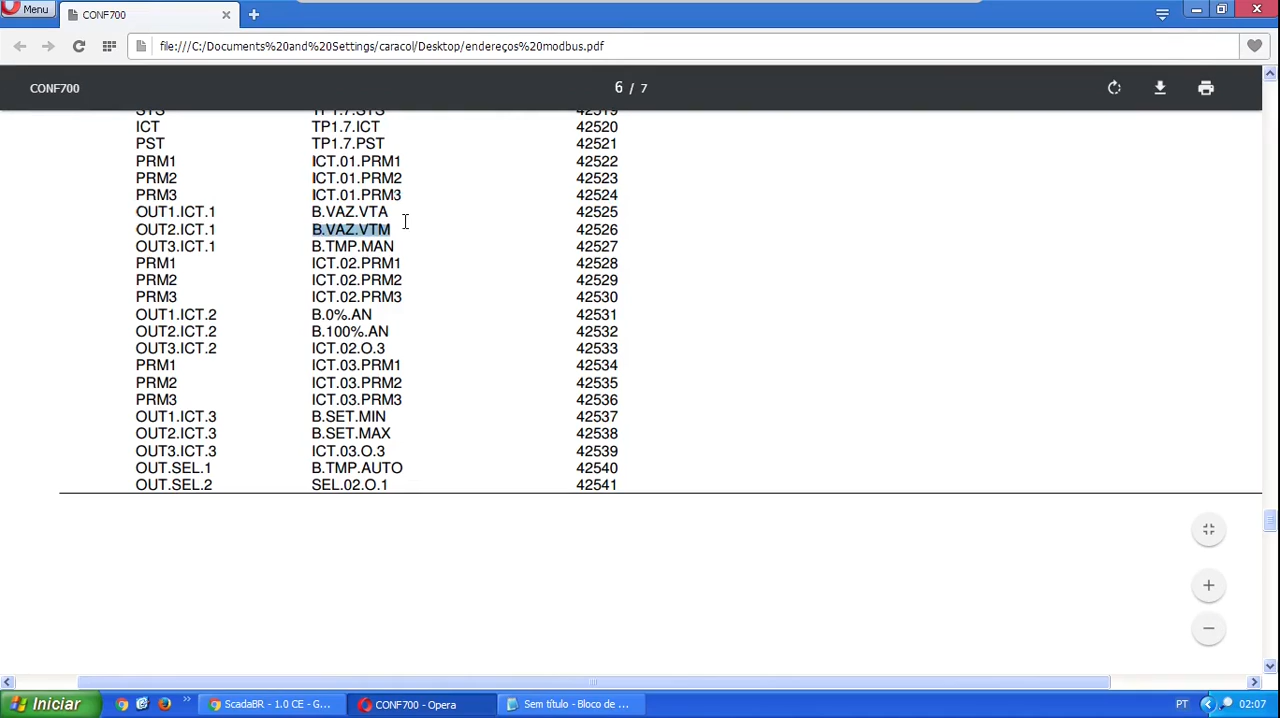 Menu
CONF700
file:///C:/Documents%20and%20Settings/caracol/Desktop/endereços%20modbus.pdf
CONF700
6 / 7
SYS TP1.7.SYS 42519
ICT TP1.7.ICT 42520
PST TP1.7.PST 42521
PRM1 ICT.01.PRM1 42522
PRM2 ICT.01.PRM2 42523
PRM3 ICT.01.PRM3 42524
OUT1.ICT.1 B.VAZ.VTA 42525
OUT2.ICT.1 B.VAZ.VTM 42526
OUT3.ICT.1 B.TMP.MAN 42527
PRM1 ICT.02.PRM1 42528
PRM2 ICT.02.PRM2 42529
PRM3 ICT.02.PRM3 42530
OUT1.ICT.2 B.0%.AN 42531
OUT2.ICT.2 B.100%.AN 42532
OUT3.ICT.2 ICT.02.O.3 42533
PRM1 ICT.03.PRM1 42534
PRM2 ICT.03.PRM2 42535
PRM3 ICT.03.PRM3 42536
OUT1.ICT.3 B.SET.MIN 42537
OUT2.ICT.3 B.SET.MAX 42538
OUT3.ICT.3 ICT.03.O.3 42539
OUT.SEL.1 B.TMP.AUTO 42540
OUT.SEL.2 SEL.02.O.1 42541
Iniciar
ScadaBR - 1.0 CE - G...
CONF700 - Opera
Sem título - Bloco de ...
PT
02:07